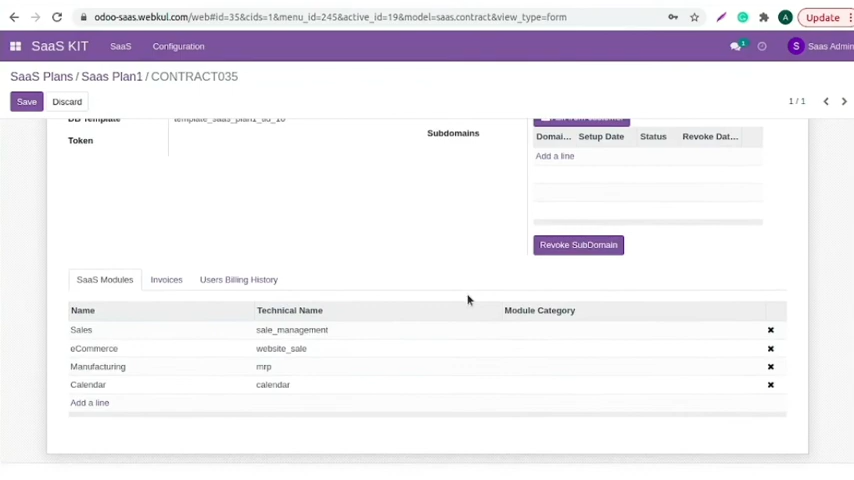 odoo-saas.webkul.com/web#id=35&cids=1&menu_id=245&active_id=19&model=saas.contract&view_type=form
A
Update
SaaS KIT
SaaS
Configuration
1
S
Saas Admin
SaaS Plans / Saas Plan1 / CONTRACT035
Save
Discard
1 / 1
DB Template
Token
Subdomains
Domai...
Setup Date
Status
Revoke Dat...
Add a line
Revoke SubDomain
SaaS Modules
Invoices
Users Billing History
Name
Technical Name
Module Category
Sales
sale_management
eCommerce
website_sale
Manufacturing
mrp
Calendar
calendar
Add a line